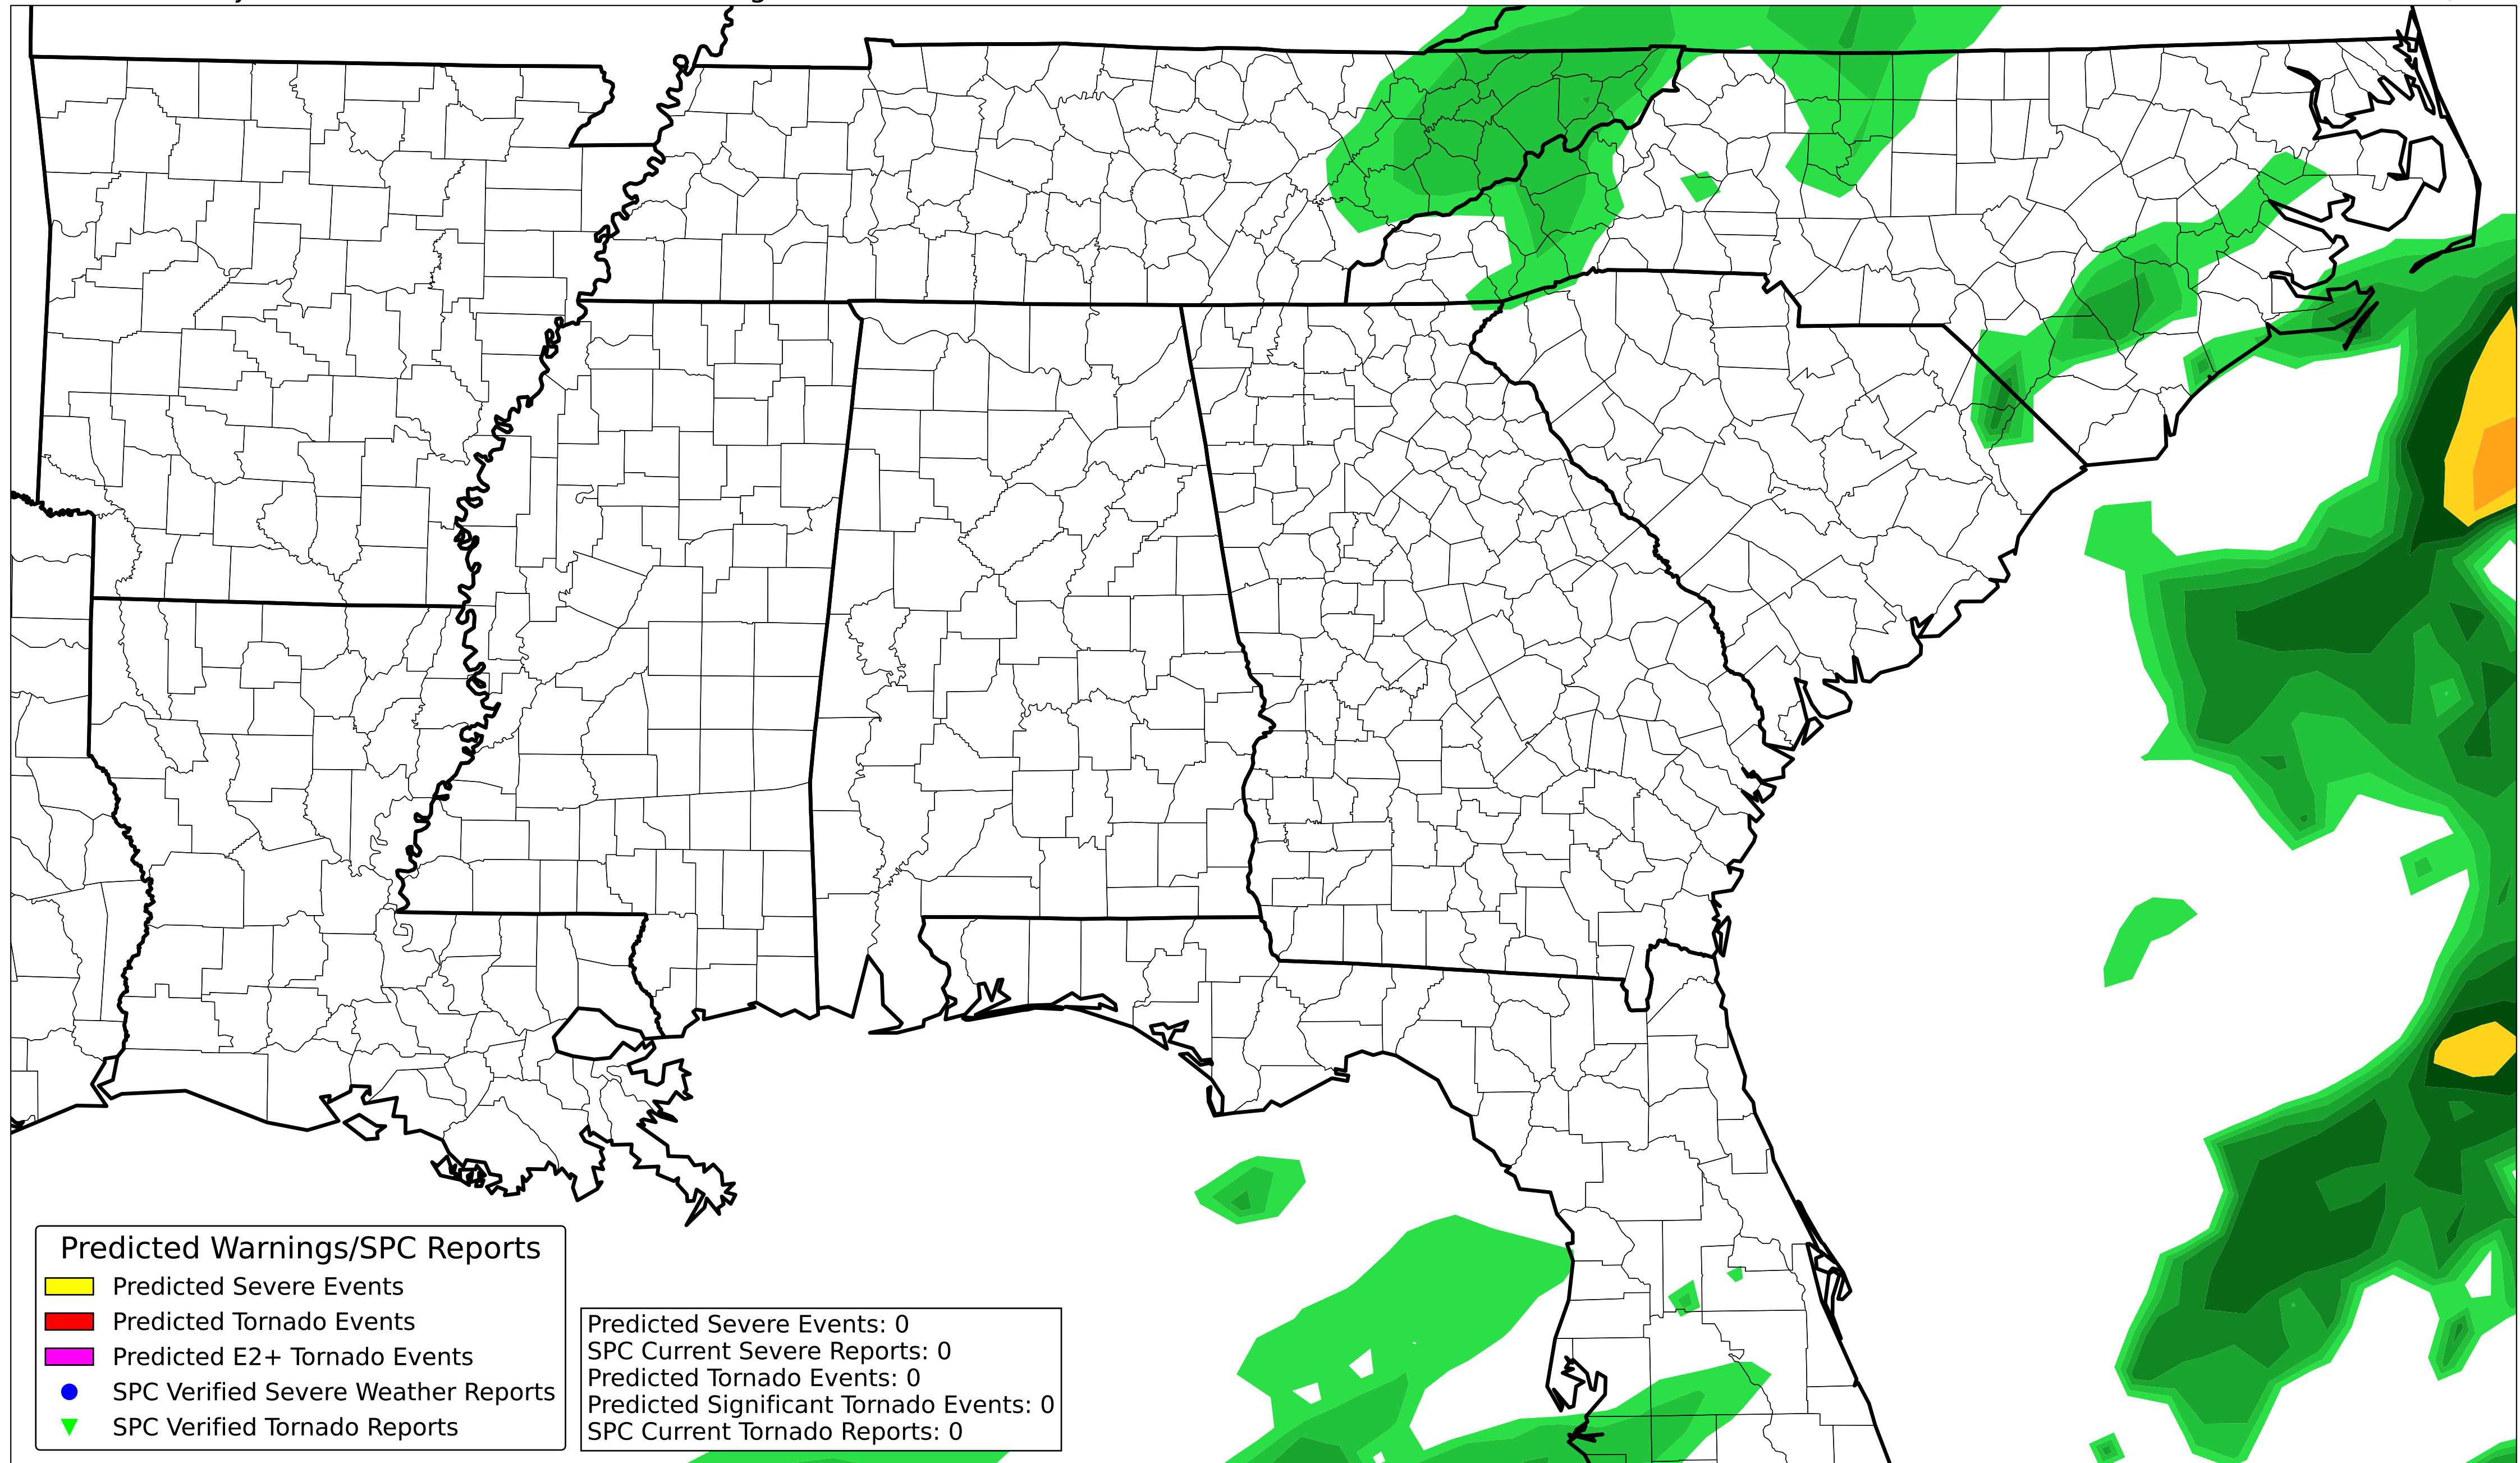 Predicted Warnings/SPC Reports
Predicted Severe Events
Predicted Tornado Events
Predicted E2+ Tornado Events
SPC Verified Severe Weather Reports
SPC Verified Tornado Reports
Predicted Severe Events: 0
SPC Current Severe Reports: 0
Predicted Tornado Events: 0
Predicted Significant Tornado Events: 0
SPC Current Tornado Reports: 0